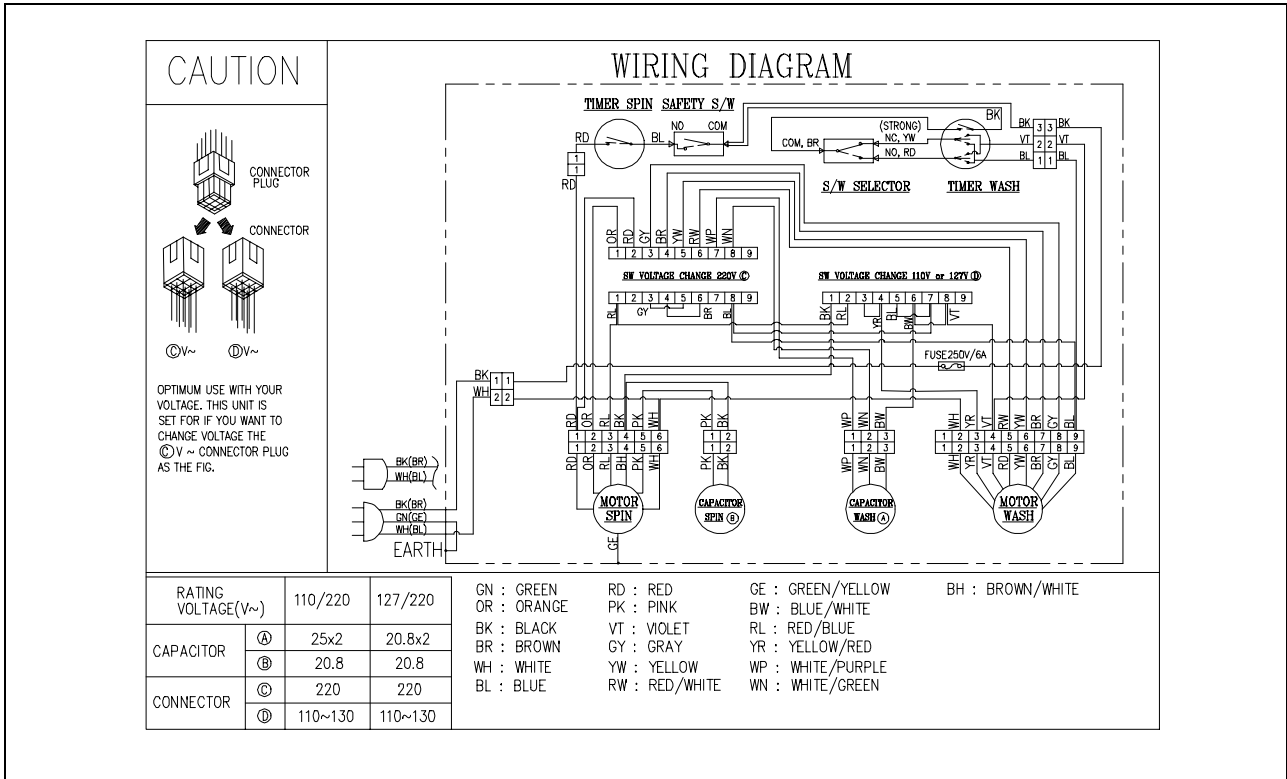 CAUTION
CONNECTOR
PLUG
CONNECTOR
ⒸV~ ⒹV~
OPTIMUM USE WITH YOUR
VOLTAGE. THIS UNIT IS
SET FOR IF YOU WANT TO
CHANGE VOLTAGE THE
ⒸV ~ CONNECTOR PLUG
AS THE FIG.
WIRING DIAGRAM
TIMER SPIN SAFETY S/W
RD BL NO COM
1
1
RD
COM, BR
(STRONG)
NC, YW
NO, RD
BK
S/W SELECTOR TIMER WASH
BK 3 3 BK
VT 2 2 VT
BL 1 1 BL
OR RD GY BR YW RW WP WN
1 2 3 4 5 6 7 8 9
SW VOLTAGE CHANGE 220V Ⓒ
1 2 3 4 5 6 7 8 9
RL GY BR BL
SW VOLTAGE CHANGE 110V or 127V Ⓓ
1 2 3 4 5 6 7 8 9
BK RL YR BL BW VT
FUSE250V/6A
BK 1 1
WH 2 2
RD OR RL BK PK WH
1 2 3 4 5 6
1 2 3 4 5 6
RD OR RL BH PK WH
MOTOR
SPIN
GE
PK BK
1 2
1 2
PK BK
CAPACITOR
SPIN Ⓑ
WP WN BW
1 2 3
1 2 3
WP WN BW
CAPACITOR
WASH Ⓐ
WH YR VT RW YW BR GY BL
1 2 3 4 5 6 7 8 9
1 2 3 4 5 6 7 8 9
WH YR VT RD YW BR GY BL
MOTOR
WASH
BK(BR)
WH(BL)
BK(BR)
GN(GE)
WH(BL)
EARTH
RATING
VOLTAGE(V~) 110/220 127/220
CAPACITOR Ⓐ 25x2 20.8x2
Ⓑ 20.8 20.8
CONNECTOR Ⓒ 220 220
Ⓓ 110~130 110~130
GN : GREEN
OR : ORANGE
BK : BLACK
BR : BROWN
WH : WHITE
BL : BLUE
RD : RED
PK : PINK
VT : VIOLET
GY : GRAY
YW : YELLOW
RW : RED/WHITE
GE : GREEN/YELLOW
BW : BLUE/WHITE
RL : RED/BLUE
YR : YELLOW/RED
WP : WHITE/PURPLE
WN : WHITE/GREEN
BH : BROWN/WHITE